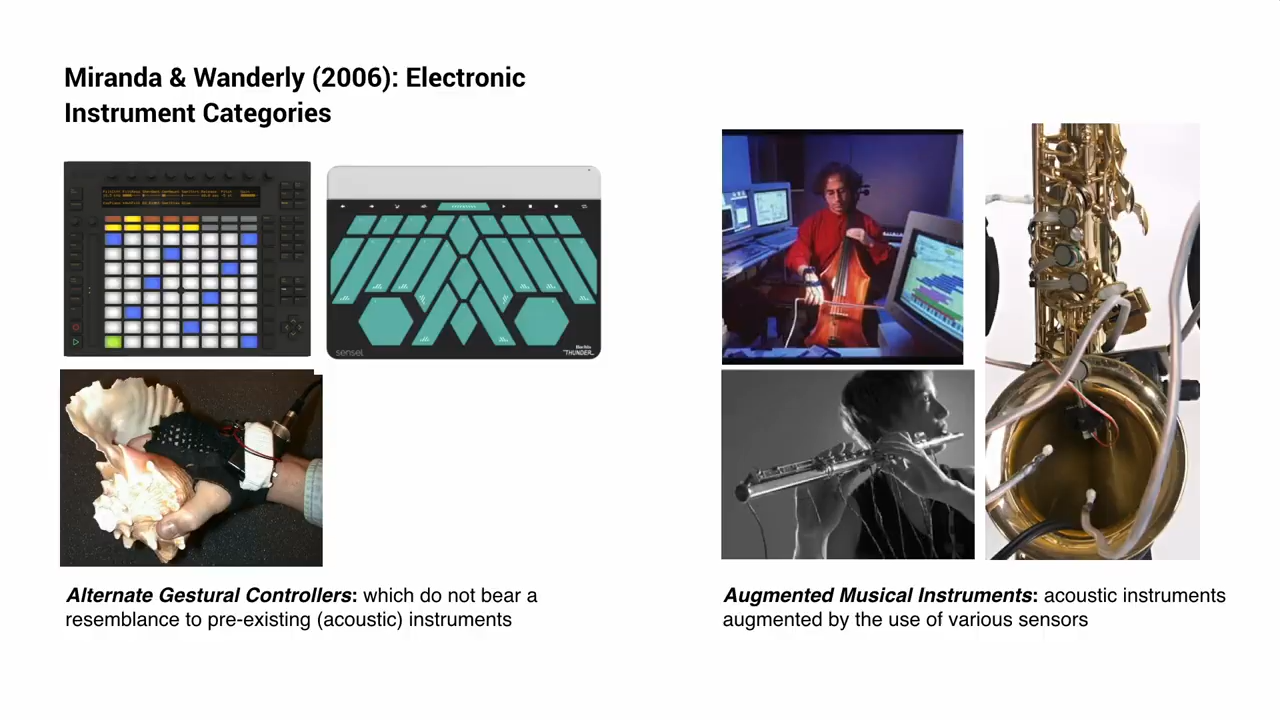 Miranda & Wanderly (2006): Electronic
Instrument Categories
sensel
Buchla
THUNDER
Alternate Gestural Controllers: which do not bear a
resemblance to pre-existing (acoustic) instruments
Augmented Musical Instruments: acoustic instruments
augmented by the use of various sensors